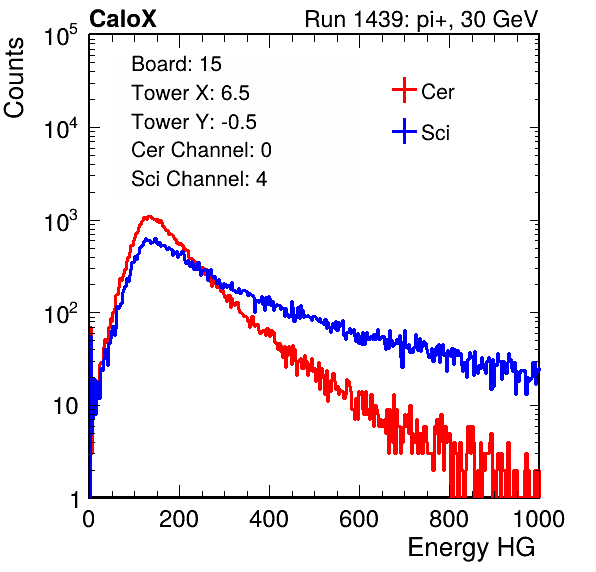 CaloX Run 1439: pi+, 30 GeV
Counts
Board: 15
Tower X: 6.5
Tower Y: -0.5
Cer Channel: 0
Sci Channel: 4
Cer
Sci
10^5
10^4
10^3
10^2
10
1
0 200 400 600 800 1000
Energy HG